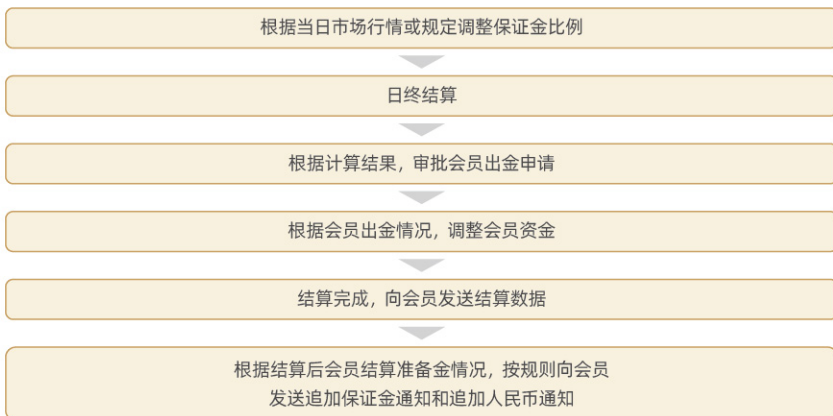 根据当日市场行情或规定调整保证金比例
日终结算
根据计算结果，审批会员出金申请
根据会员出金情况，调整会员资金
结算完成，向会员发送结算数据
根据结算后会员结算准备金情况，按规则向会员
发送追加保证金通知和追加人民币通知